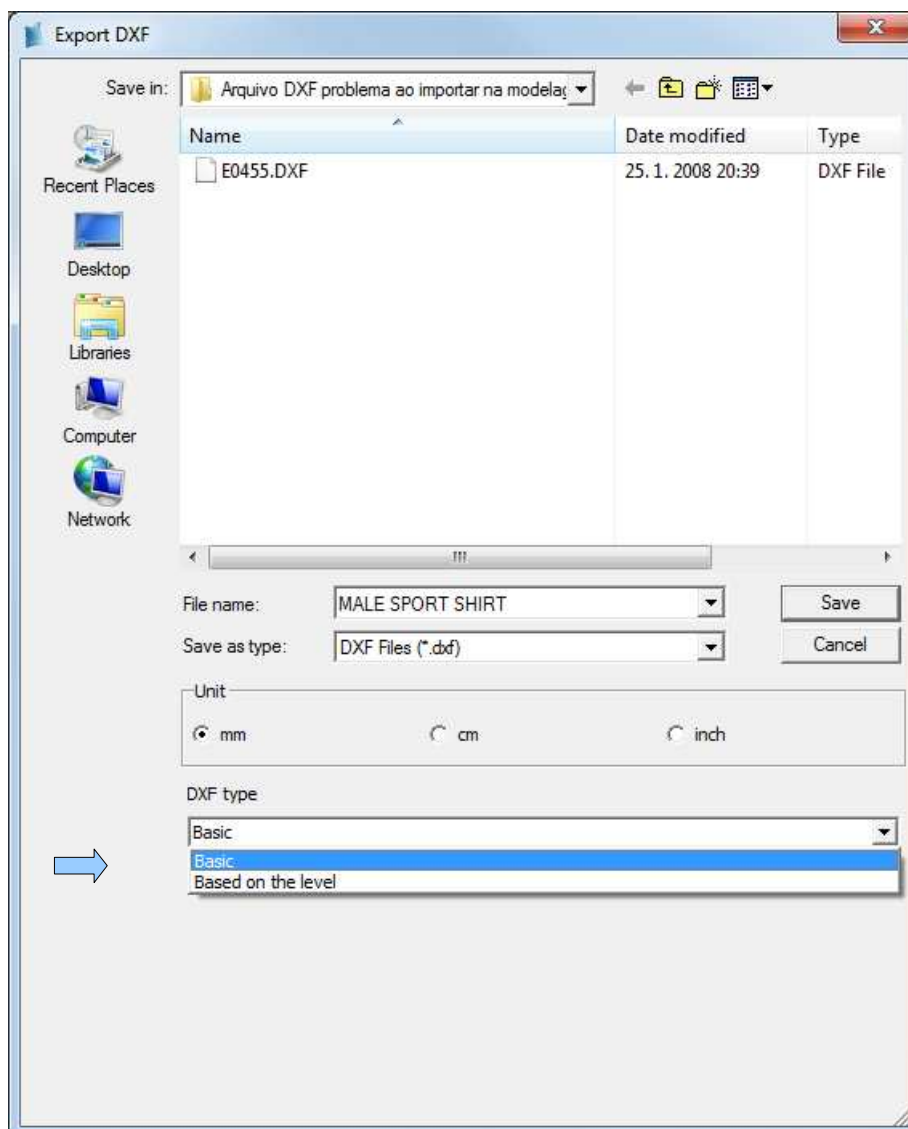 Export DXF
Save in:
Arquivo DXF problema ao importar na modelaç
Name
Date modified
Type
E0455.DXF
25. 1. 2008 20:39
DXF File
Recent Places
Desktop
Libraries
Computer
Network
File name:
MALE SPORT SHIRT
Save
Save as type:
DXF Files (*.dxf)
Cancel
Unit
mm
cm
inch
DXF type
Basic
Basic
Based on the level